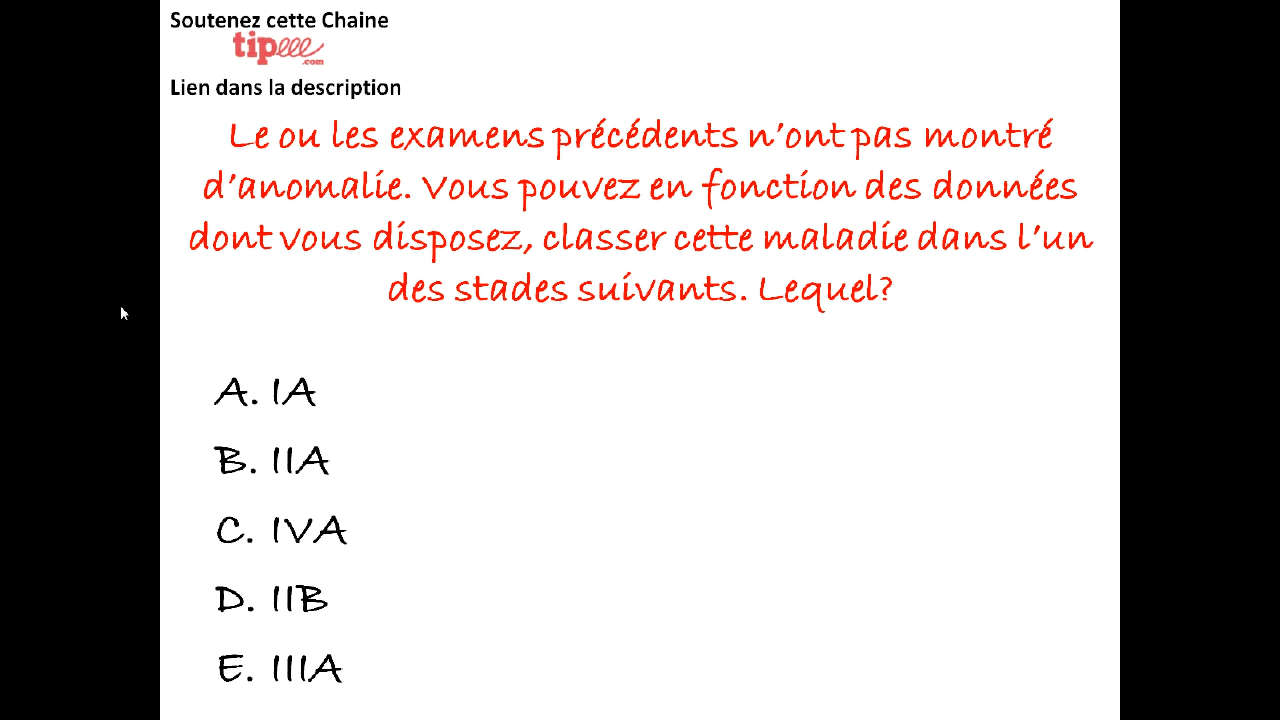 Soutenez cette Chaine
tipeee
.com
Lien dans la description
Le ou les examens précédents n'ont pas montré
d'anomalie. Vous pouvez en fonction des données
dont vous disposez, classer cette maladie dans l'un
des stades suivants. Lequel?
A. IA
B. IIA
C. IVA
D. IIB
E. IIIA